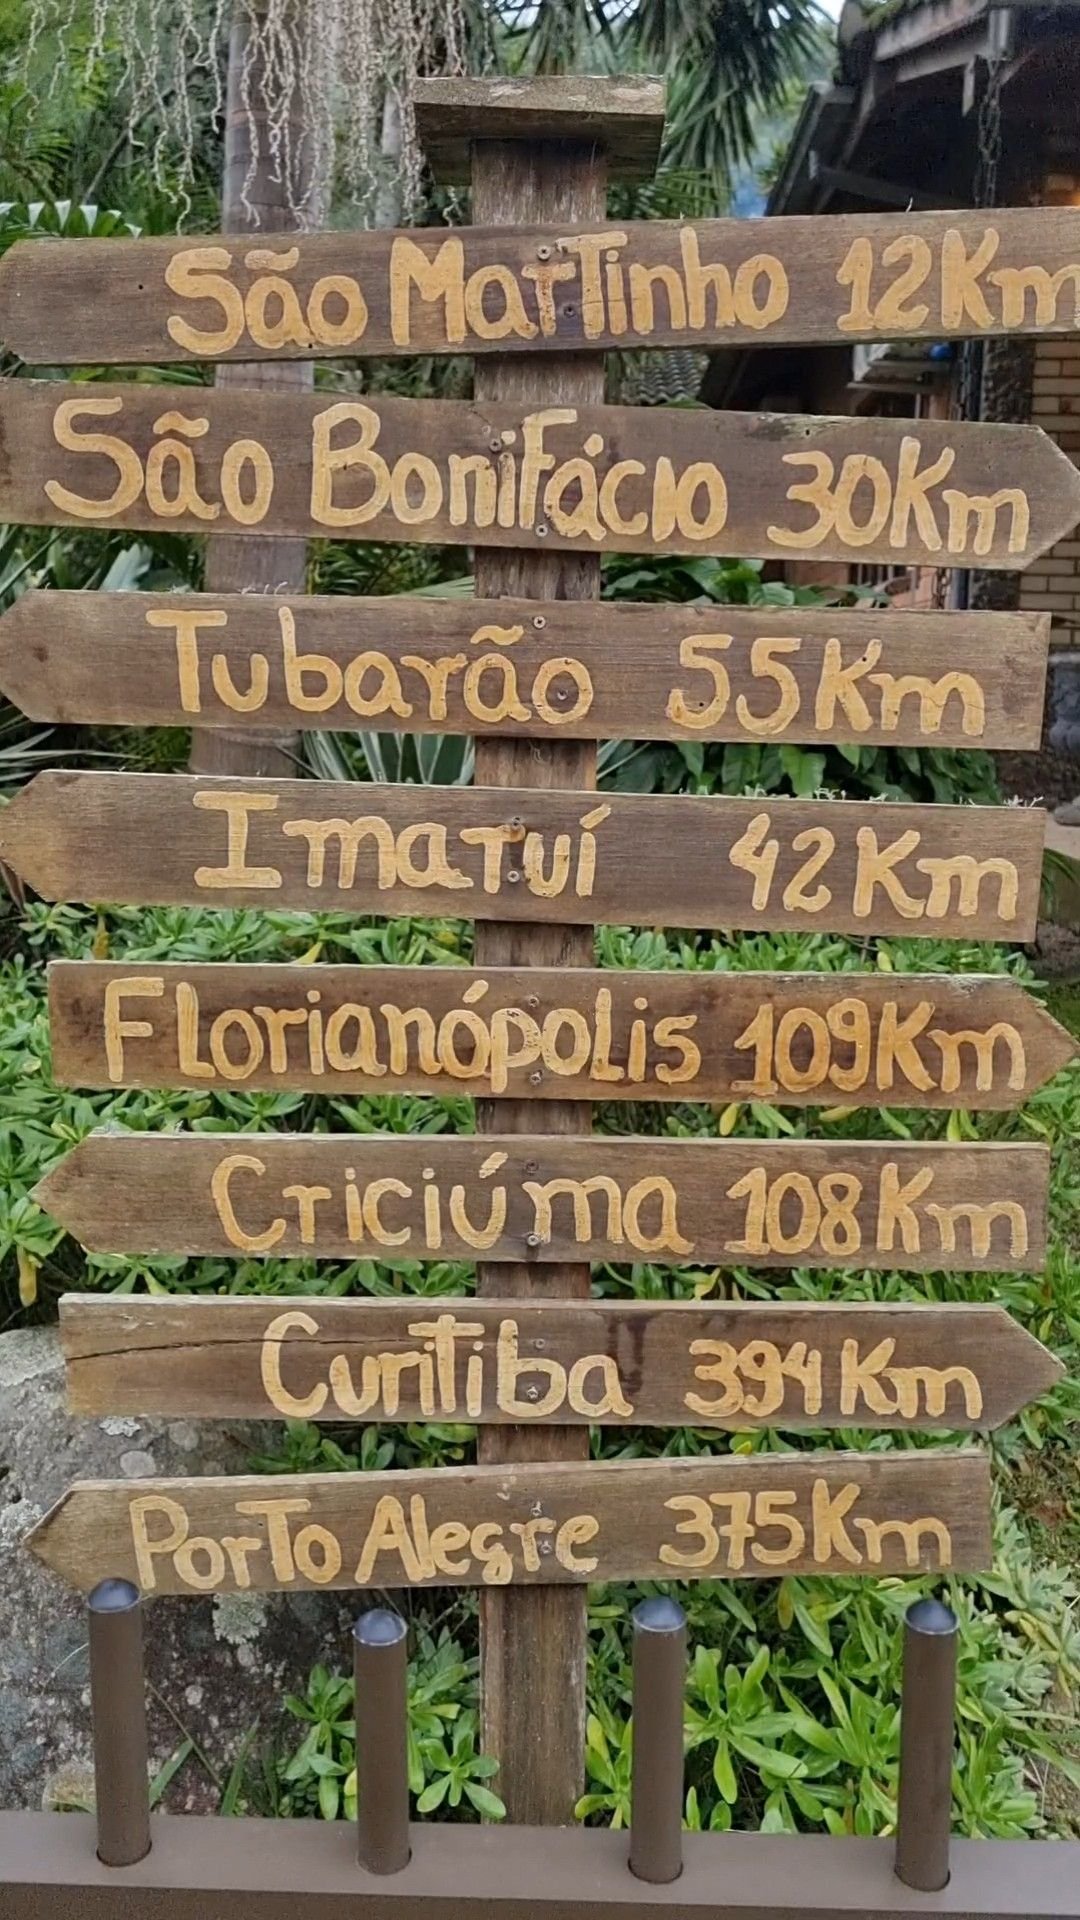 São Martinho 12Km
São Bonifácio 30Km
Tubarão 55Km
Imaruí 42Km
Florianópolis 109Km
Criciúma 108Km
Curitiba 394Km
Porto Alegre 375Km